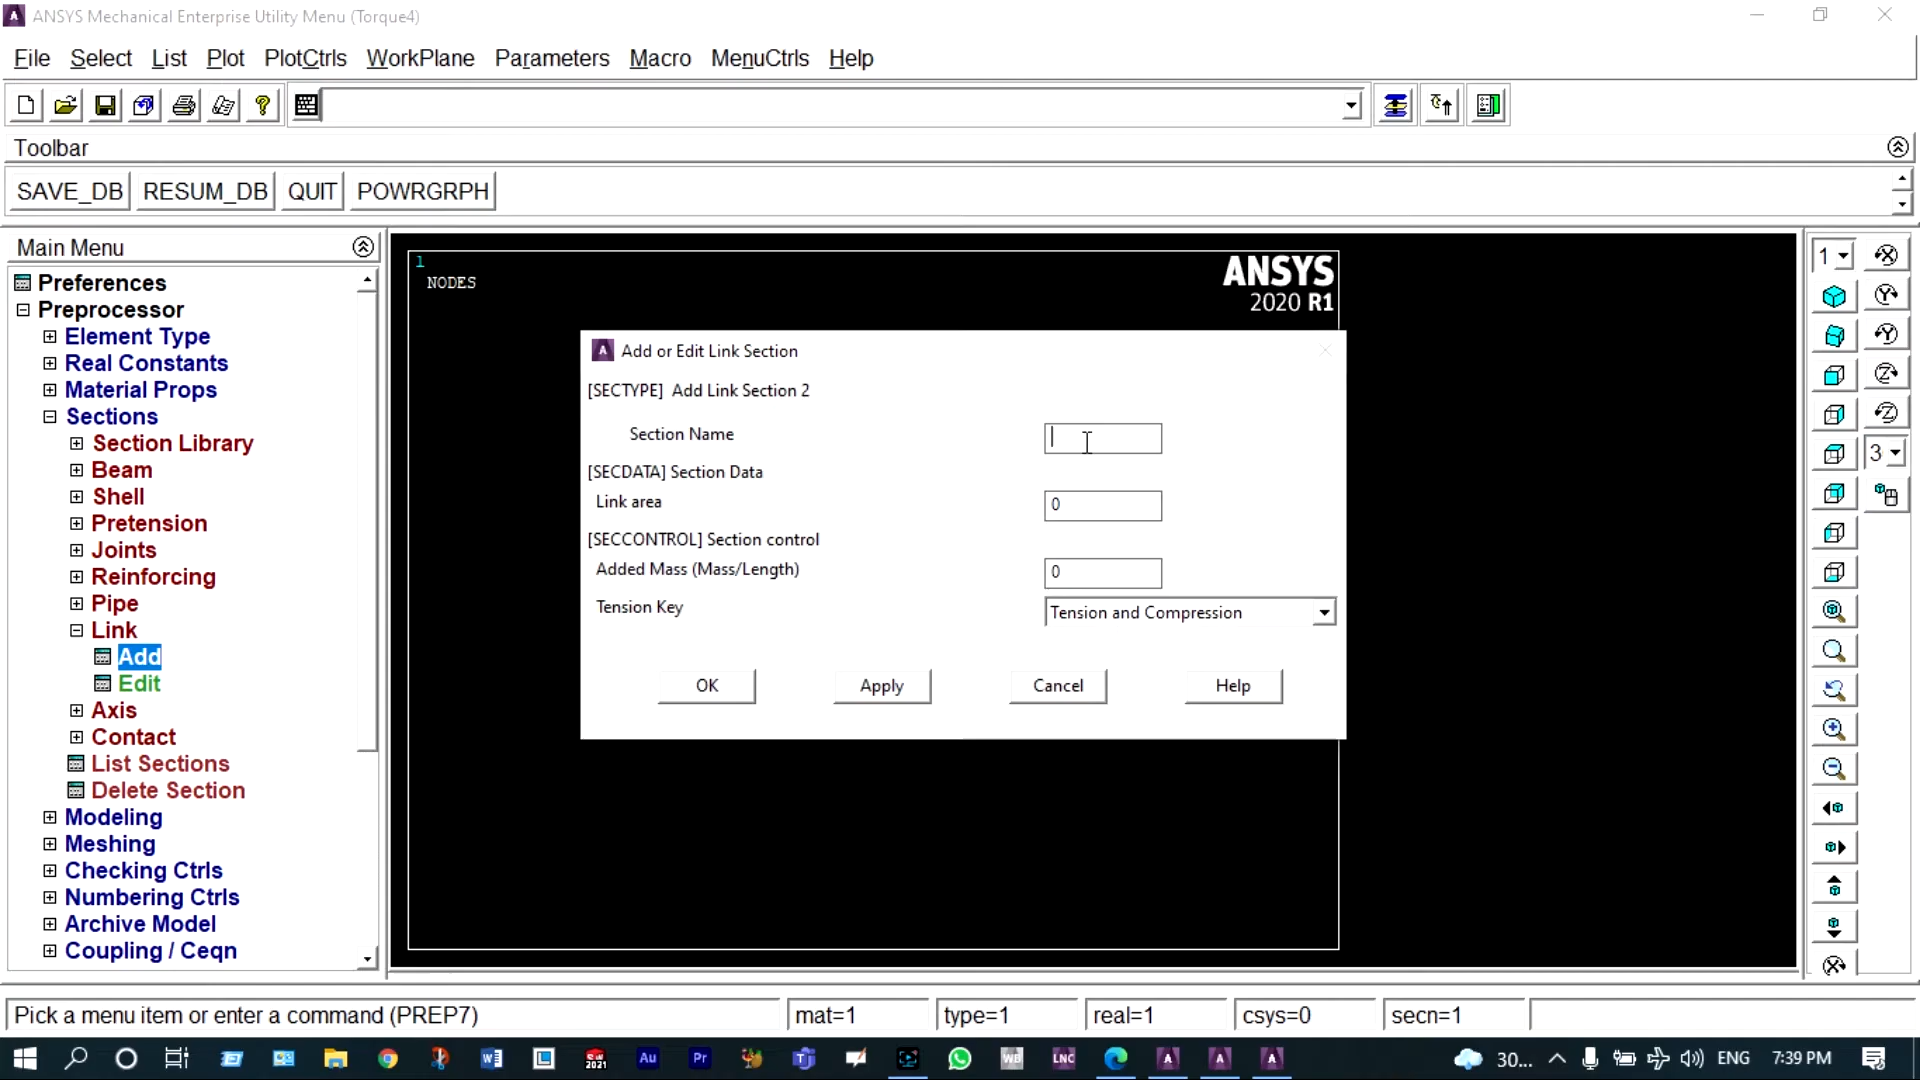 ANSYS Mechanical Enterprise Utility Menu (Torque4)
File Select List Plot PlotCtrls WorkPlane Parameters Macro MenuCtrls Help
Toolbar
SAVE_DB RESUM_DB QUIT POWRGRPH
Main Menu
Preferences
Preprocessor
Element Type
Real Constants
Material Props
Sections
Section Library
Beam
Shell
Pretension
Joints
Reinforcing
Pipe
Link
Add
Edit
Axis
Contact
List Sections
Delete Section
Modeling
Meshing
Checking Ctrls
Numbering Ctrls
Archive Model
Coupling / Ceqn
1
NODES
ANSYS
2020 R1
Add or Edit Link Section
[SECTYPE] Add Link Section 2
Section Name
[SECDATA] Section Data
Link area 0
[SECCONTROL] Section control
Added Mass (Mass/Length) 0
Tension Key Tension and Compression
OK Apply Cancel Help
1
3
Pick a menu item or enter a command (PREP7) mat=1 type=1 real=1 csys=0 secn=1
SW 2021 Au Pr WB LNC 30... ENG 7:39 PM